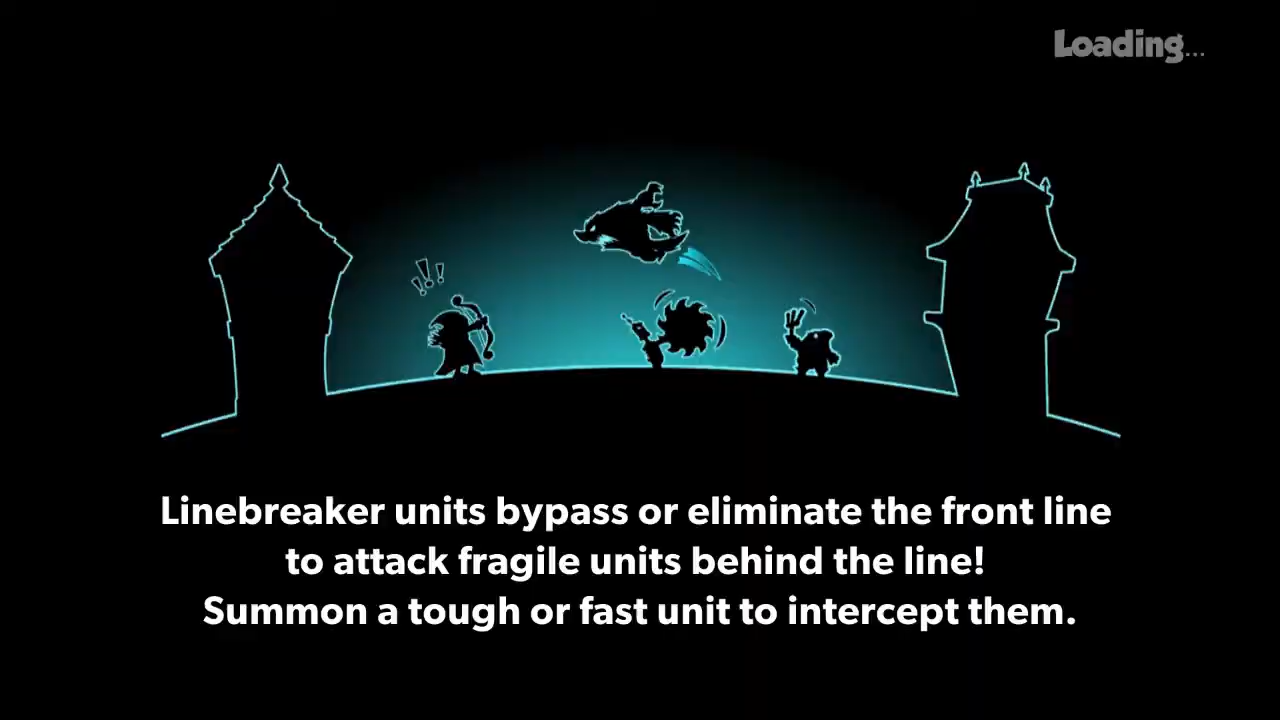 Loading...
!!!
Linebreaker units bypass or eliminate the front line
to attack fragile units behind the line!
Summon a tough or fast unit to intercept them.